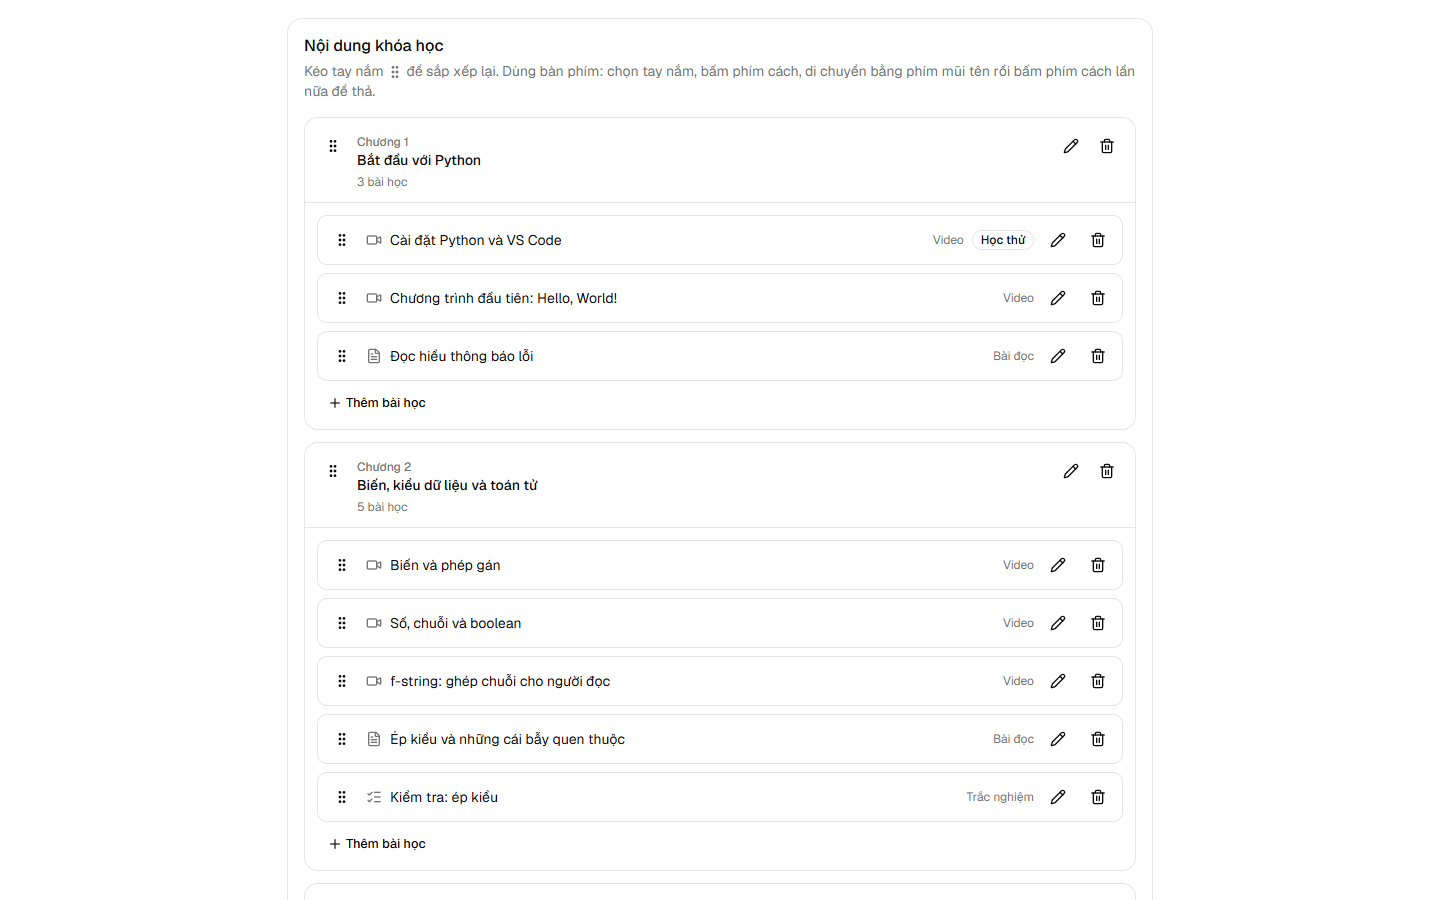 Nội dung khóa học
Kéo tay nắm để sắp xếp lại. Dùng bàn phím: chọn tay nắm, bấm phím cách, di chuyển bằng phím mũi tên rồi bấm phím cách lần
nữa để thả.
Chương 1
Bắt đầu với Python
3 bài học
Cài đặt Python và VS Code Video Học thử
Chương trình đầu tiên: Hello, World! Video
Đọc hiểu thông báo lỗi Bài đọc
Thêm bài học
Chương 2
Biến, kiểu dữ liệu và toán tử
5 bài học
Biến và phép gán Video
Số, chuỗi và boolean Video
f-string: ghép chuỗi cho người đọc Video
Ép kiểu và những cái bẫy quen thuộc Bài đọc
Kiểm tra: ép kiểu Trắc nghiệm
Thêm bài học